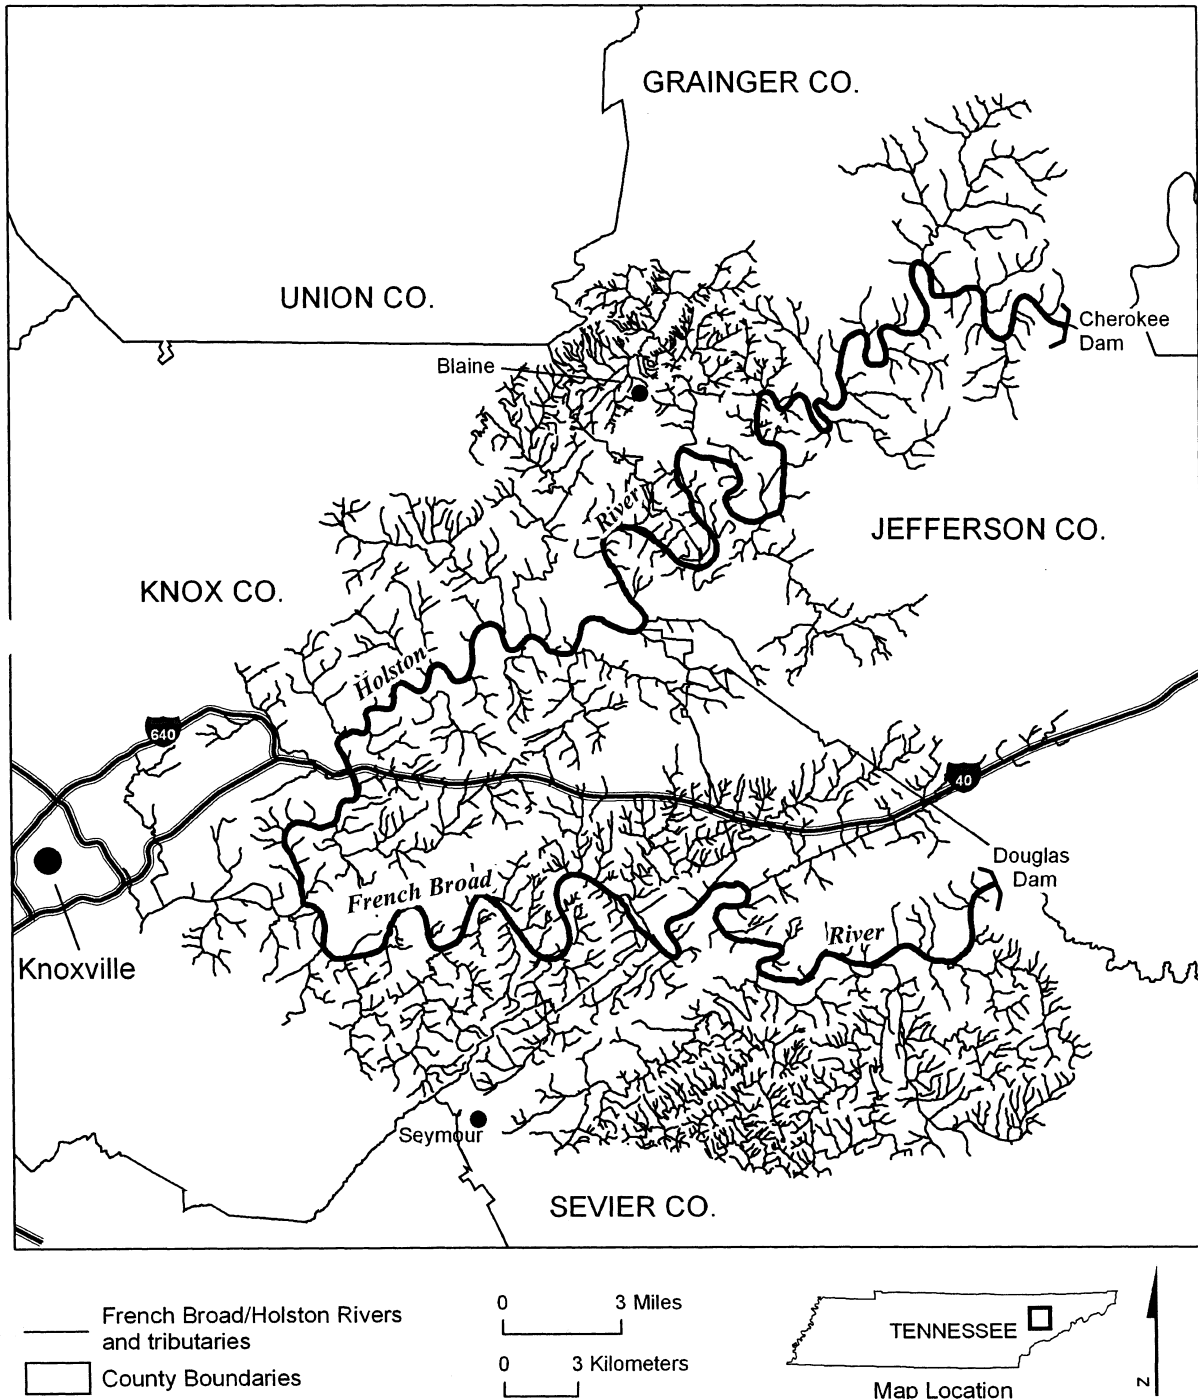 GRAINGER CO.
UNION CO.
Cherokee
Dam
Blaine
River
JEFFERSON CO.
KNOX CO.
Holston
640
40
Douglas
Dam
French Broad
River
Knoxville
Seymour
SEVIER CO.
French Broad/Holston Rivers
and tributaries
County Boundaries
0 3 Miles
0 3 Kilometers
TENNESSEE
Map Location
N